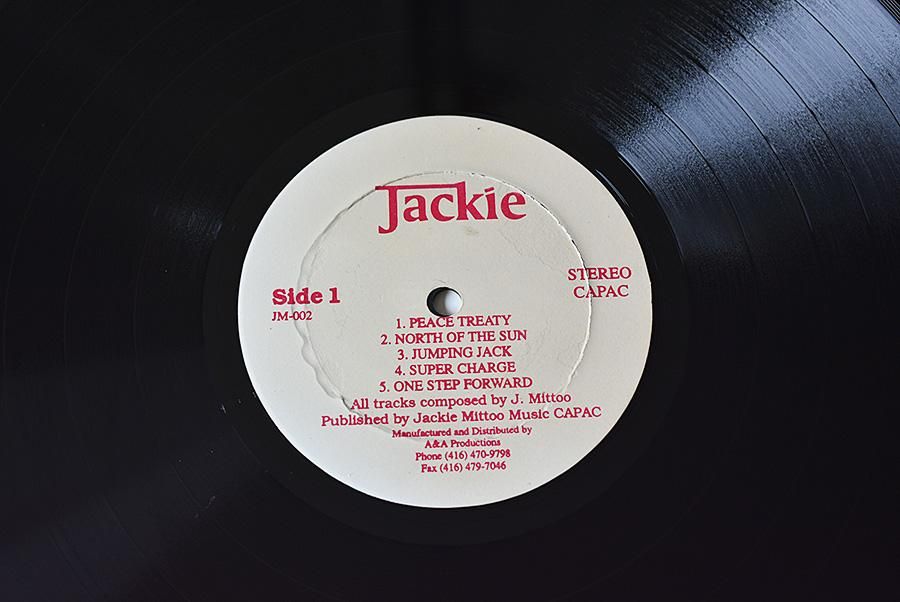 Jackie
STEREO
CAPAC
Side 1
JM-002
1. PEACE TREATY
2. NORTH OF THE SUN
3. JUMPING JACK
4. SUPER CHARGE
5. ONE STEP FORWARD
All tracks composed by J. Mittoo
Published by Jackie Mittoo Music CAPAC
Manufactured and Distributed by
A&A Productions
Phone (416) 470-9798
Fax (416) 479-7046